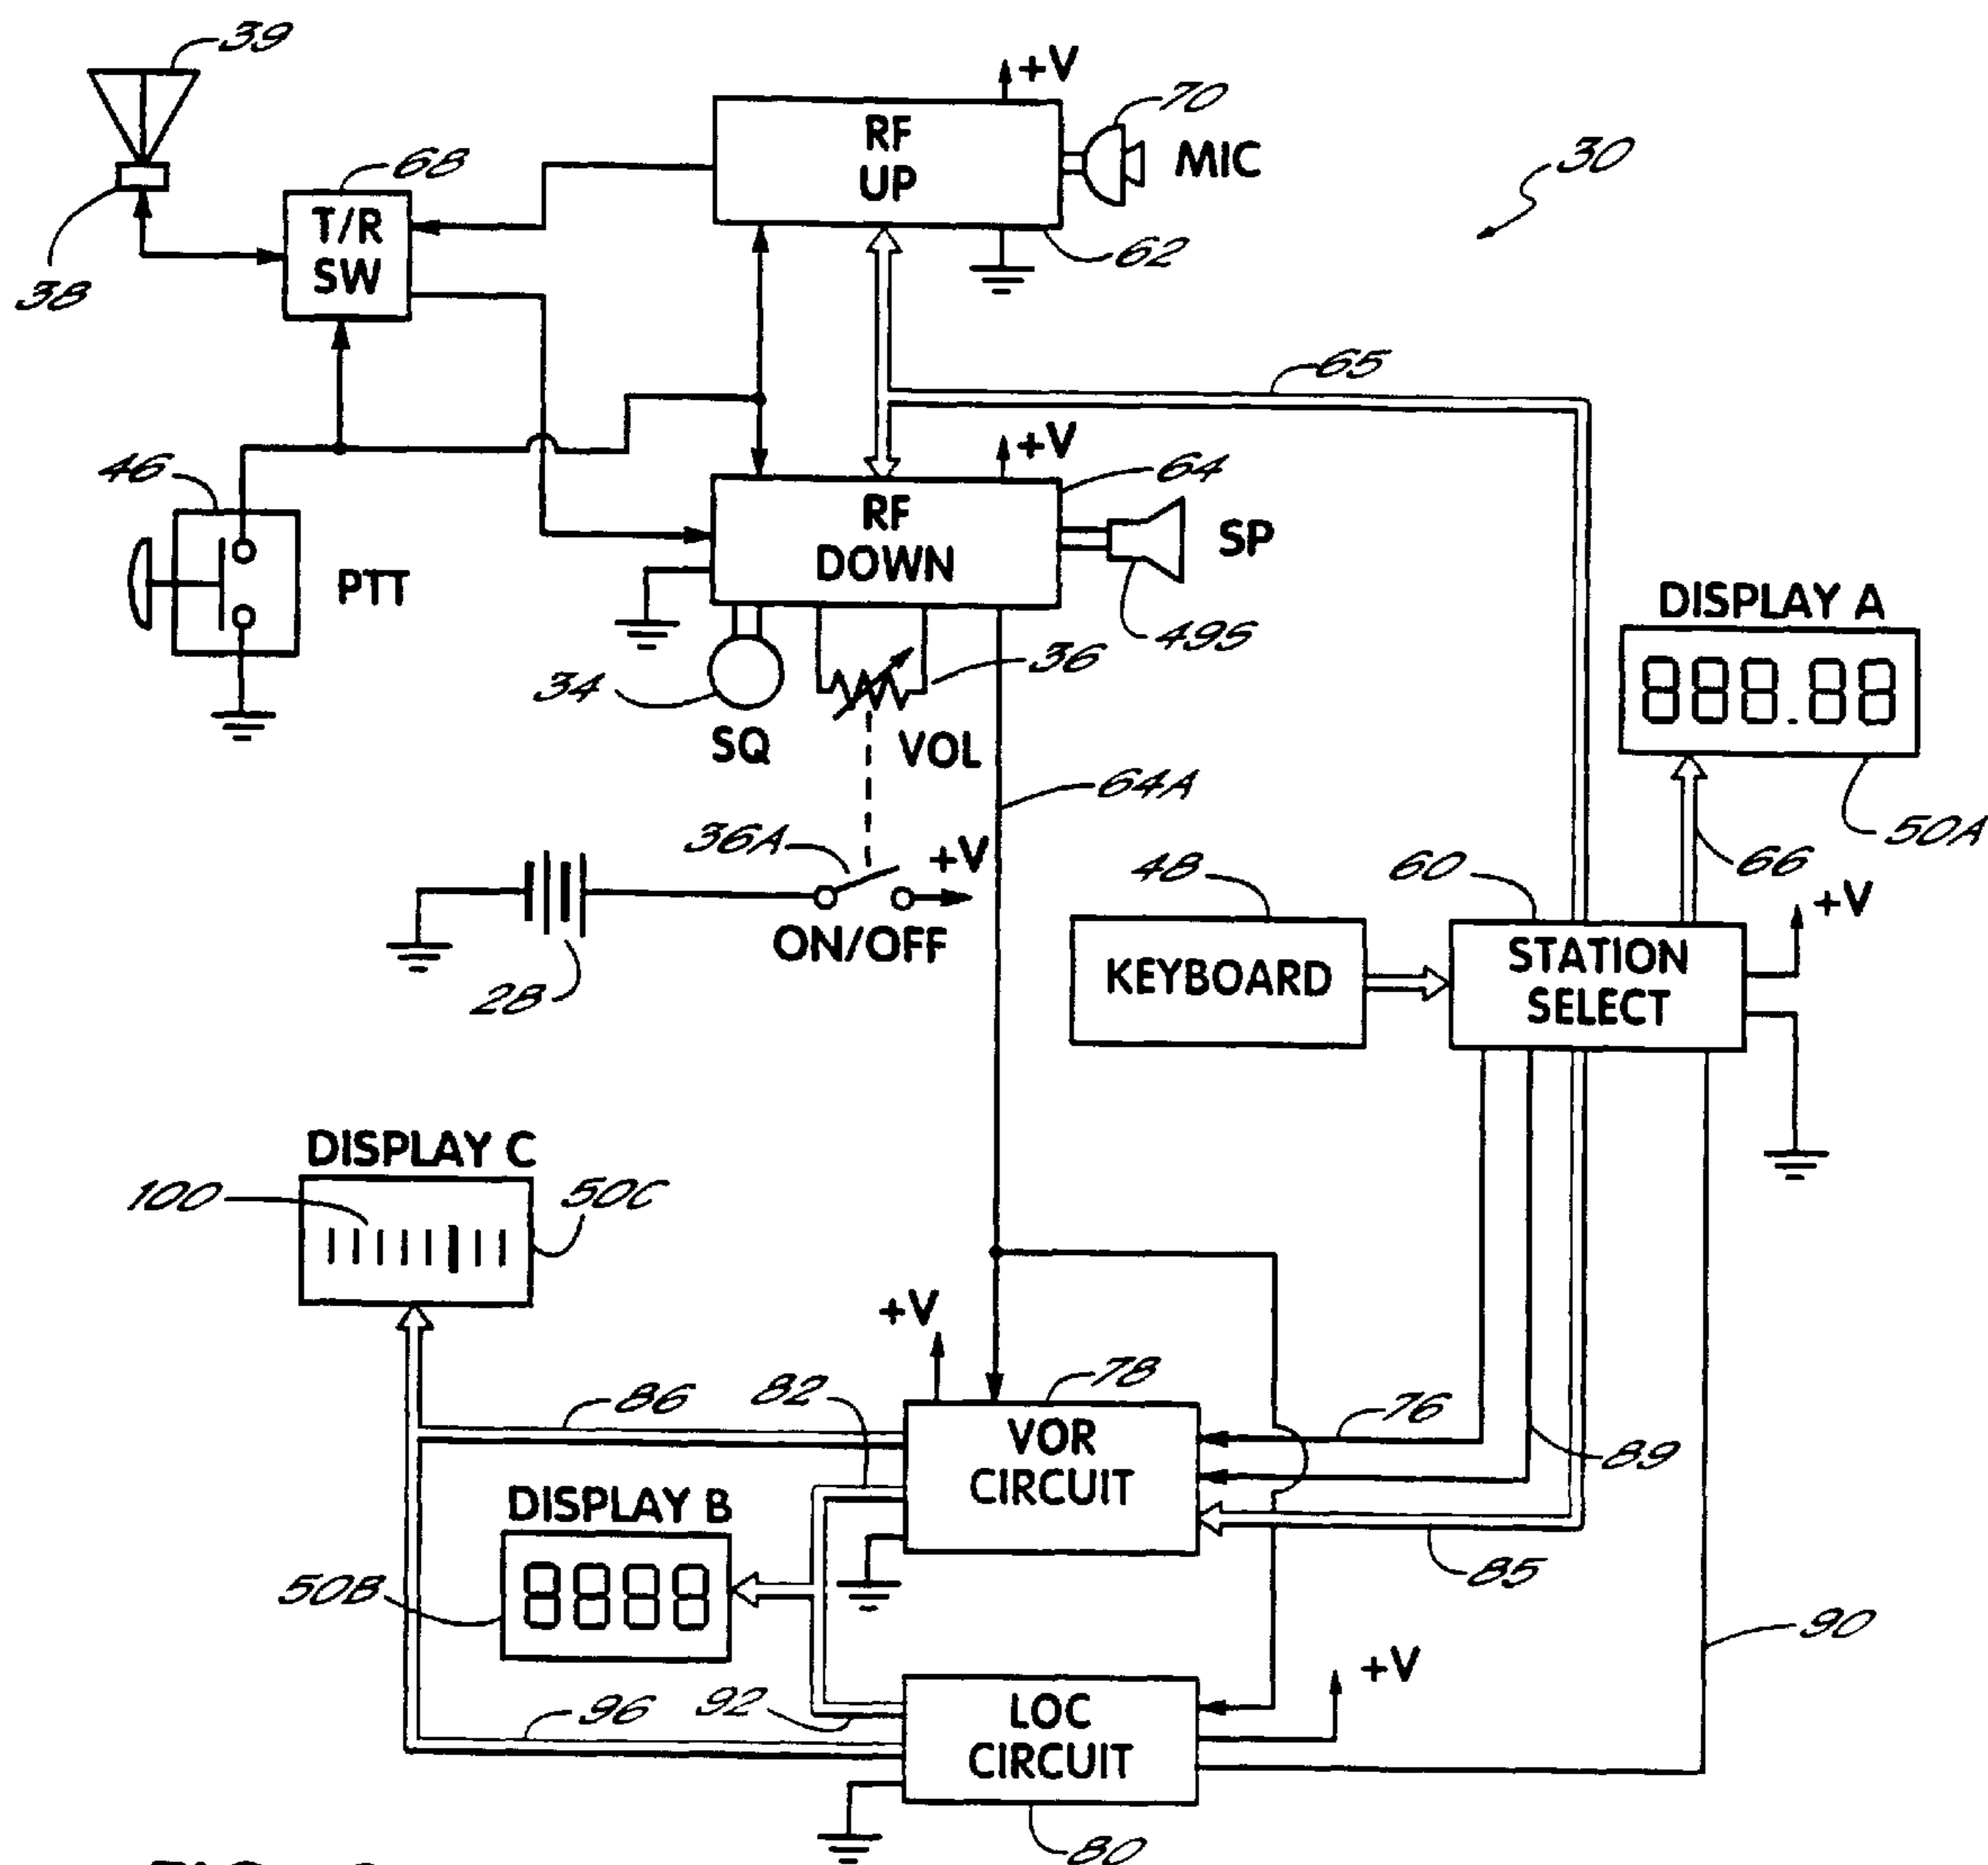 39
+V
70
RF
UP
MIC
30
68
T/R
SW
38
62
65
46
+V
64
RF
DOWN
SP
PTT
49S
DISPLAY A
888.88
34
36
SQ
VOL
64A
50A
36A
+V
48
60
66
+V
ON/OFF
KEYBOARD
STATION
SELECT
28
DISPLAY C
100
50C
+V
82
78
86
76
VOR
CIRCUIT
89
DISPLAY B
8888
50B
85
90
+V
96
92
LOC
CIRCUIT
80